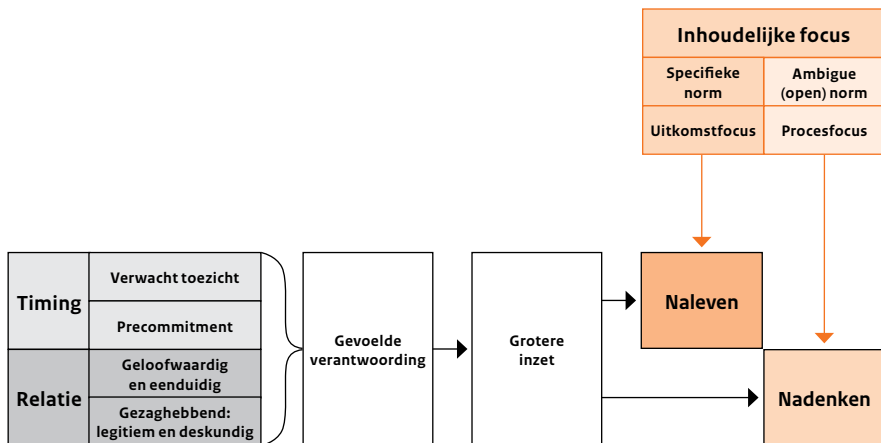 Inhoudelijke focus
Specifieke
norm
Ambigue
(open) norm
Uitkomstfocus
Procesfocus
Timing
Verwacht toezicht
Precommitment
Relatie
Geloofwaardig
en eenduidig
Gezaghebbend:
legitiem en deskundig
Gevoelde
verantwoording
Grotere
inzet
Naleven
Nadenken